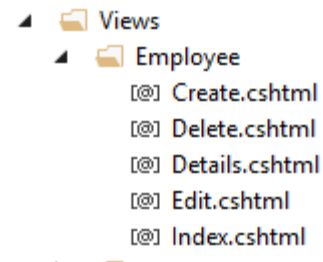 Views
Employee
[@] Create.cshtml
[@] Delete.cshtml
[@] Details.cshtml
[@] Edit.cshtml
[@] Index.cshtml